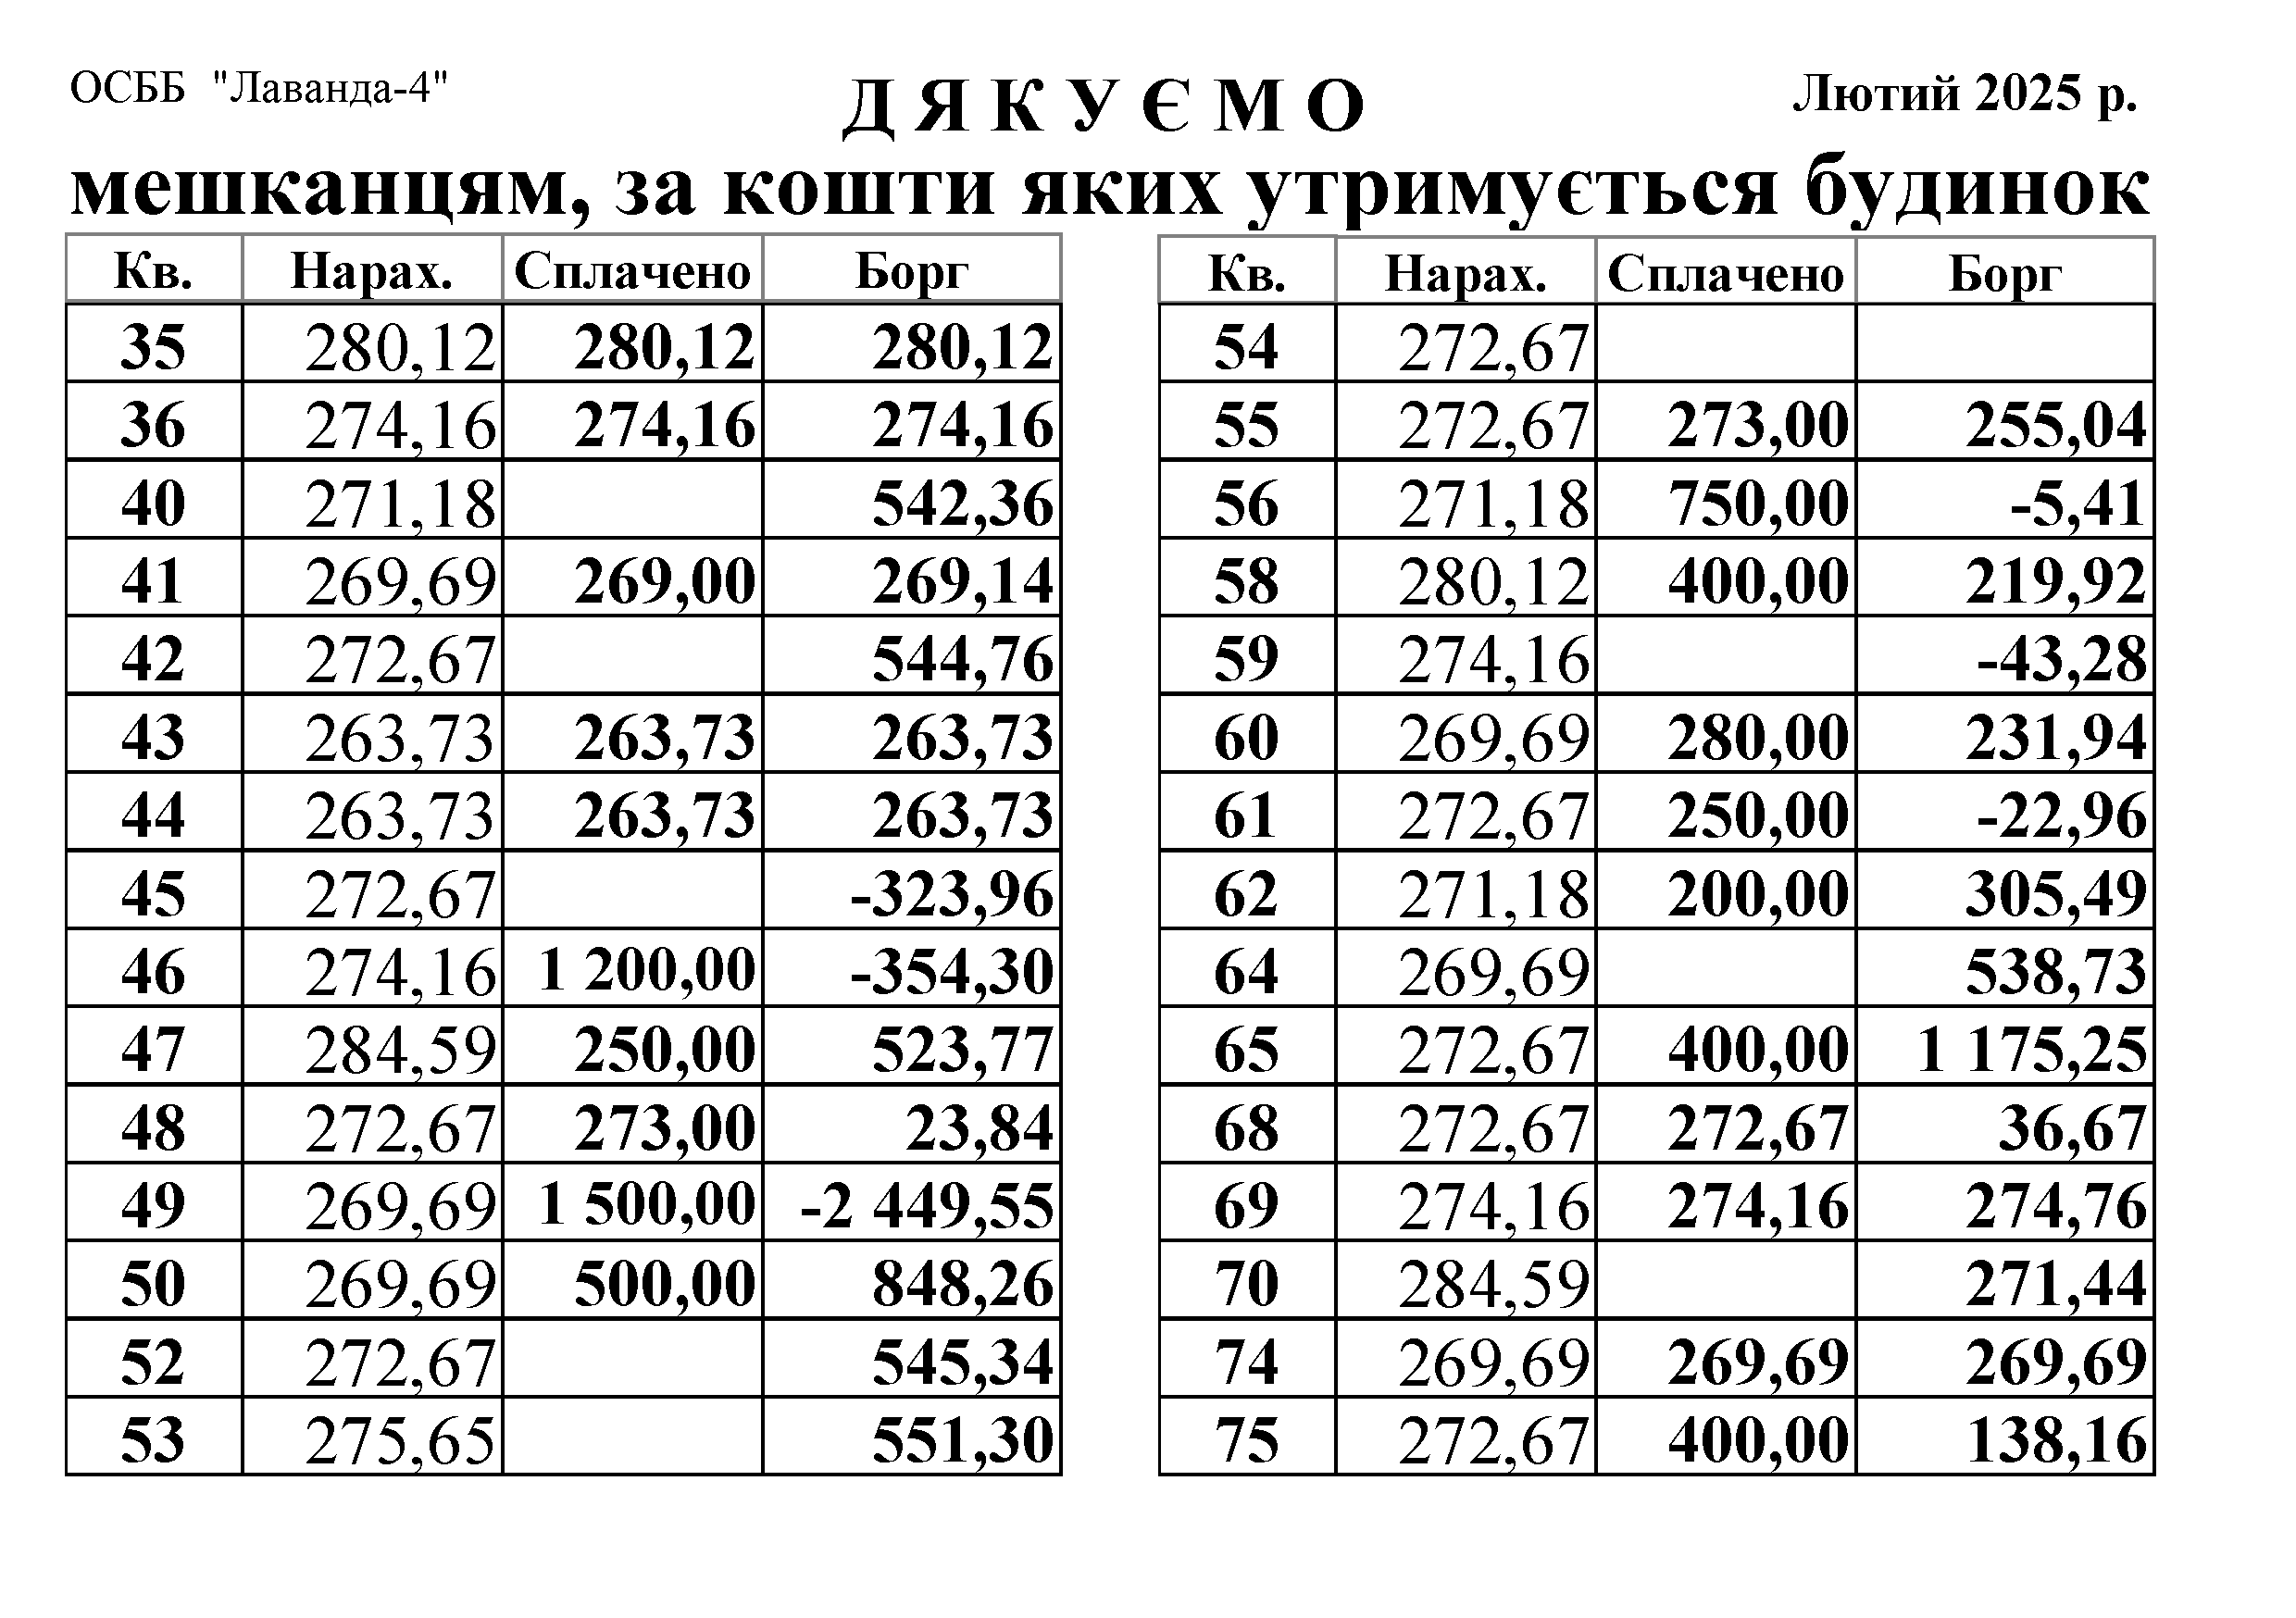 ОСББ "Лаванда-4"
Д Я К У Є М О
Лютий 2025 р.
мешканцям, за кошти яких утримується будинок
Кв. Нарах. Сплачено Борг
35 280,12 280,12 280,12
36 274,16 274,16 274,16
40 271,18 542,36
41 269,69 269,00 269,14
42 272,67 544,76
43 263,73 263,73 263,73
44 263,73 263,73 263,73
45 272,67 -323,96
46 274,16 1 200,00 -354,30
47 284,59 250,00 523,77
48 272,67 273,00 23,84
49 269,69 1 500,00 -2 449,55
50 269,69 500,00 848,26
52 272,67 545,34
53 275,65 551,30
Кв. Нарах. Сплачено Борг
54 272,67
55 272,67 273,00 255,04
56 271,18 750,00 -5,41
58 280,12 400,00 219,92
59 274,16 -43,28
60 269,69 280,00 231,94
61 272,67 250,00 -22,96
62 271,18 200,00 305,49
64 269,69 538,73
65 272,67 400,00 1 175,25
68 272,67 272,67 36,67
69 274,16 274,16 274,76
70 284,59 271,44
74 269,69 269,69 269,69
75 272,67 400,00 138,16